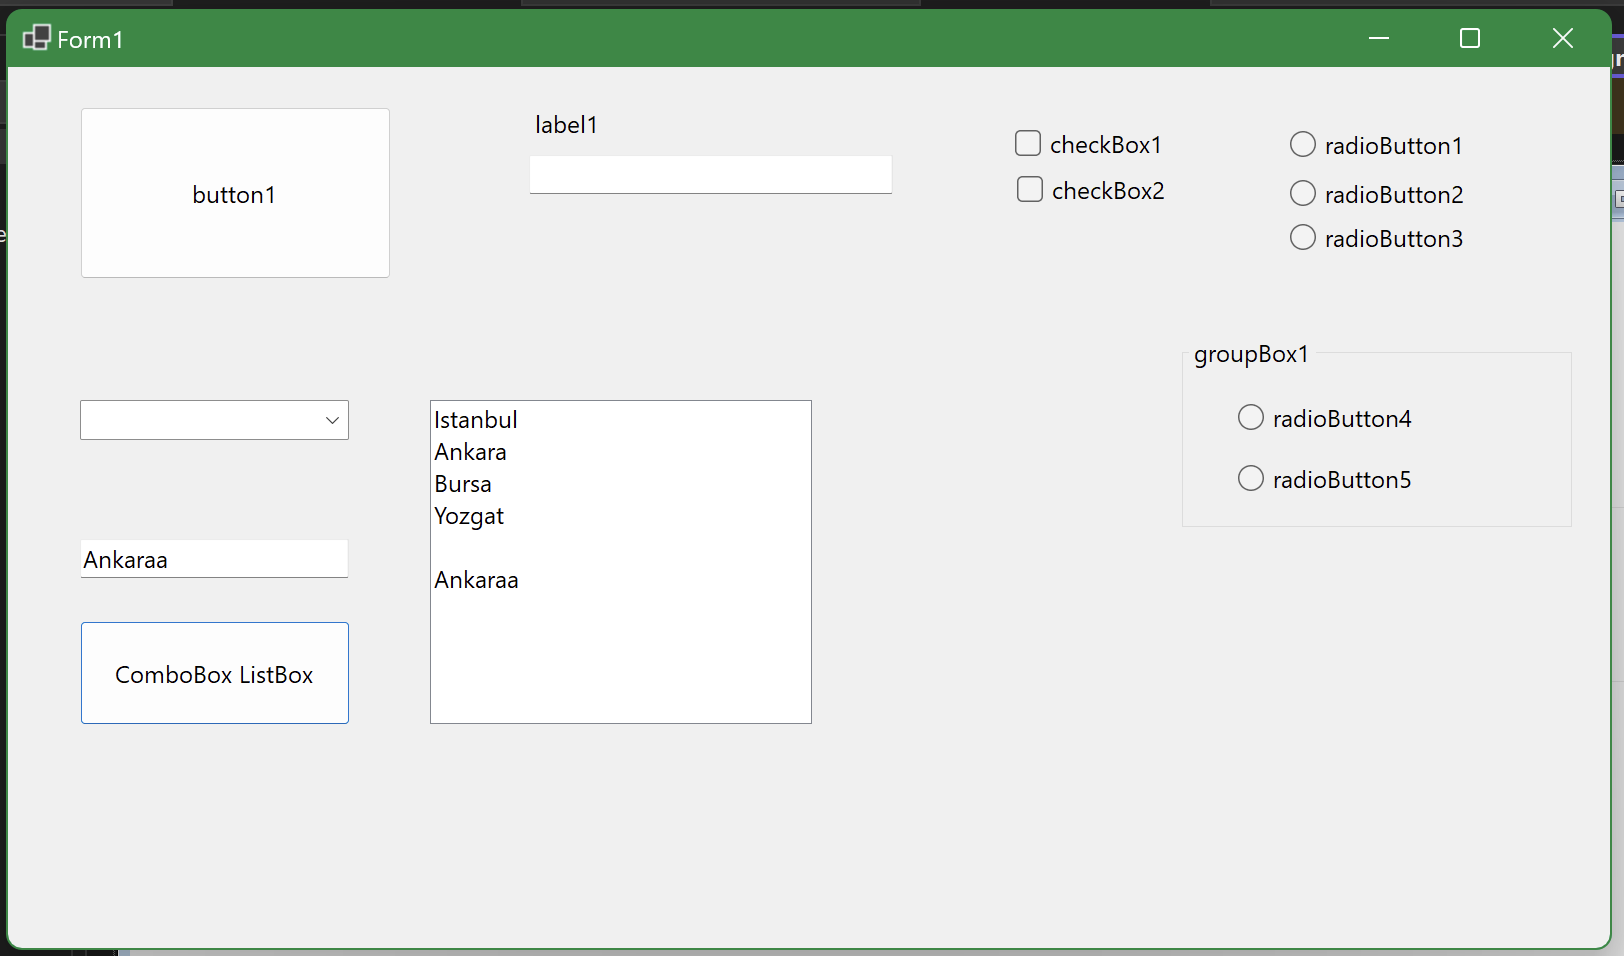 Form1
button1
label1
checkBox1
checkBox2
radioButton1
radioButton2
radioButton3
groupBox1
radioButton4
radioButton5
Istanbul
Ankara
Bursa
Yozgat
Ankaraa
Ankaraa
ComboBox ListBox